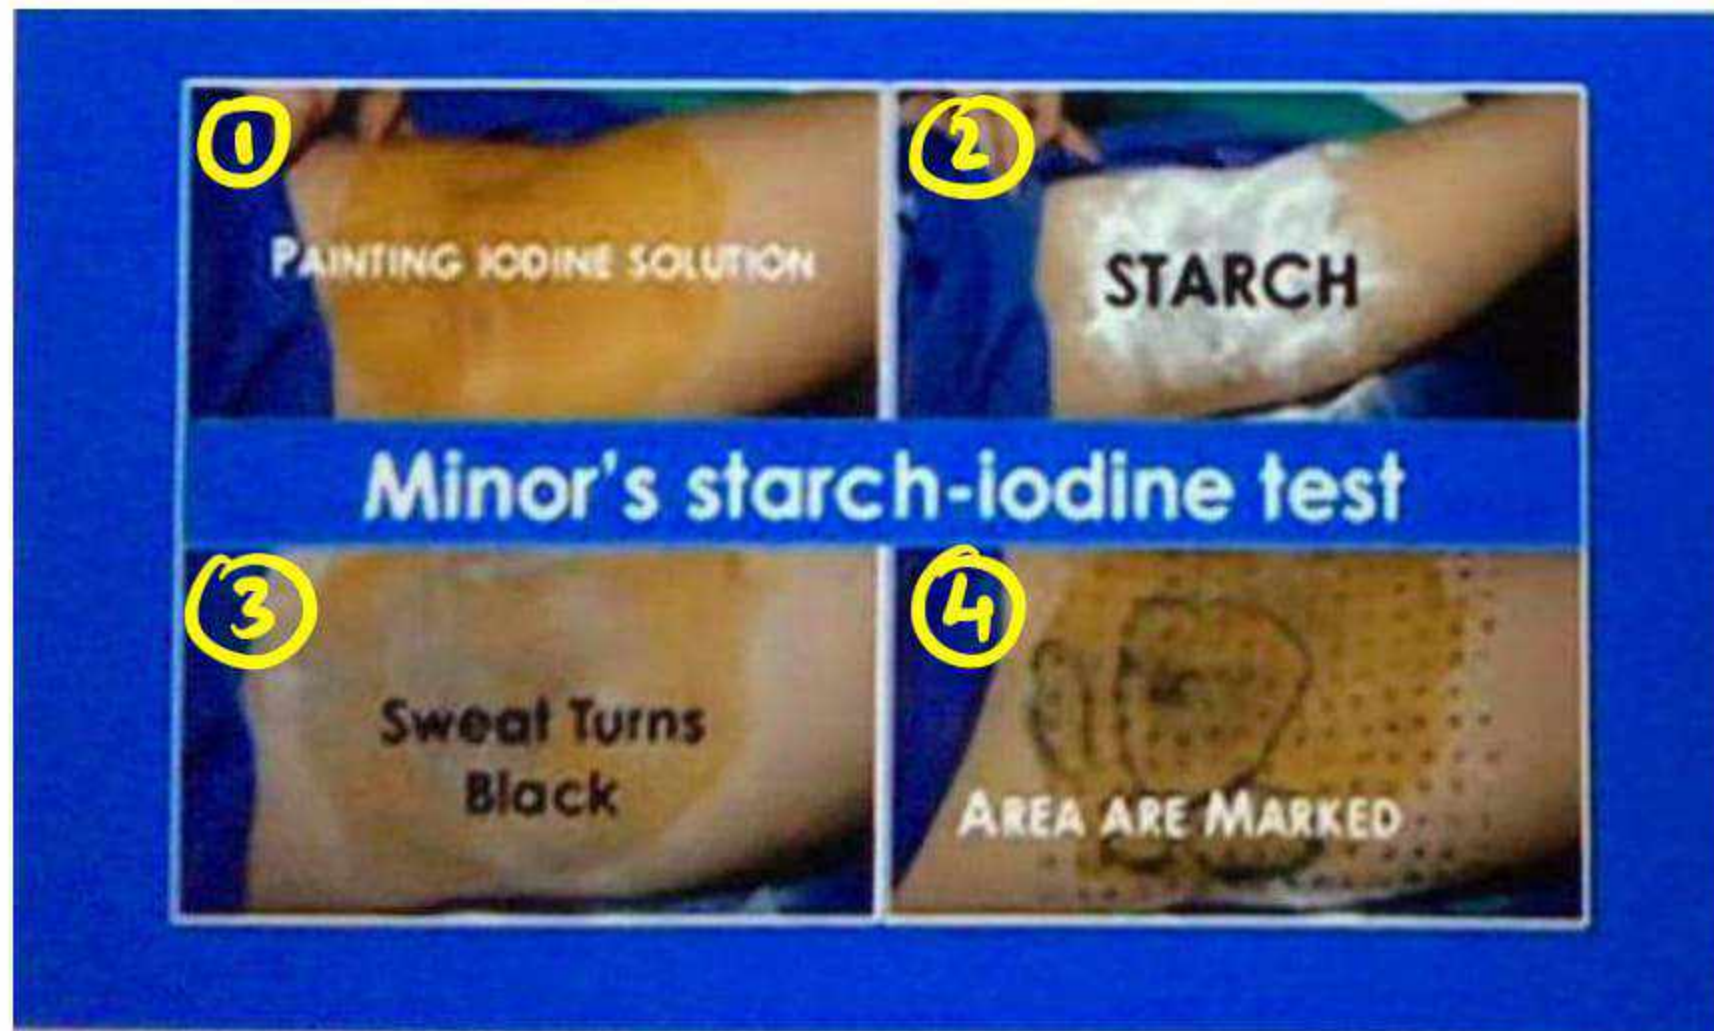 1
PAINTING IODINE SOLUTION
2
STARCH
Minor's starch-iodine test
3
Sweat Turns
Black
4
AREA ARE MARKED